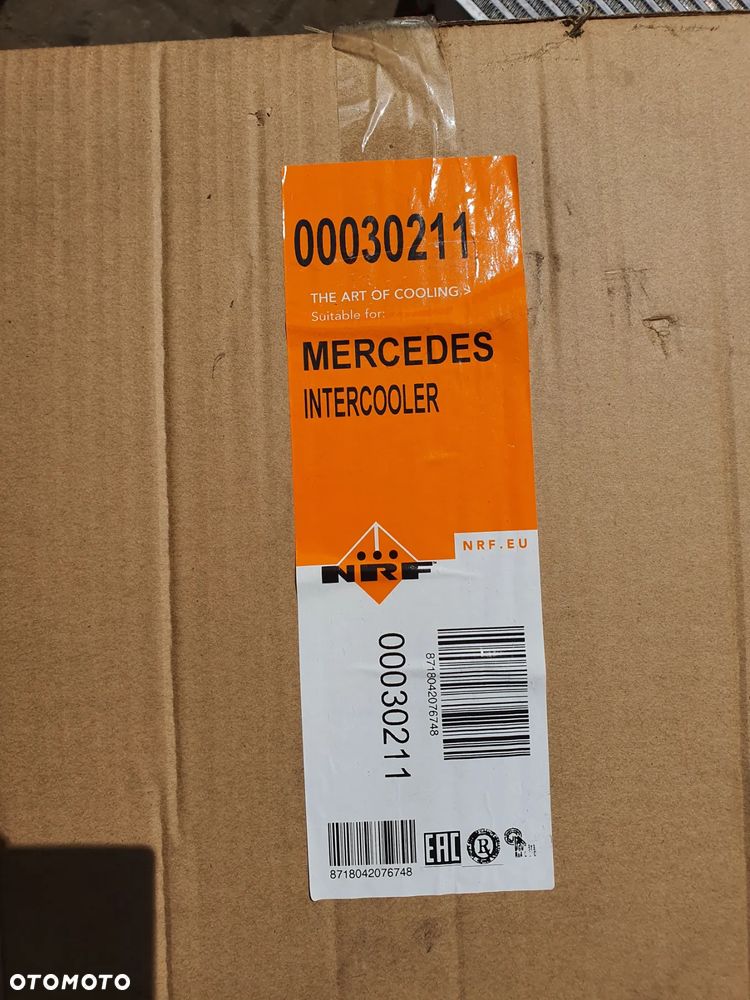 00030211
THE ART OF COOLING
Suitable for:
MERCEDES
INTERCOOLER
NRF.EU
NRF
00030211
8718042076748
8718042076748
EAC
R
OTOMOTO